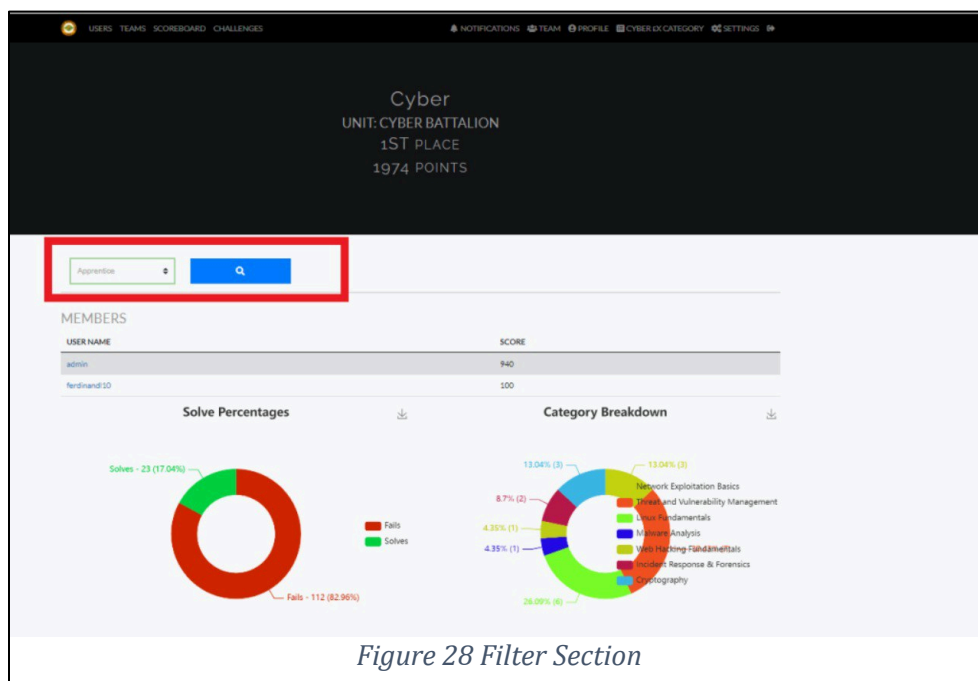 USERS TEAMS SCOREBOARD CHALLENGES NOTIFICATIONS TEAM PROFILE CYBER CATEGORY SETTINGS
Cyber
UNIT: CYBER BATTALION
1ST PLACE
1974 POINTS
Apprentice
MEMBERS
USER NAME SCORE
admin 940
ferdinandl10 100
Solve Percentages Category Breakdown
Solves - 23 (17.04%)
Fails
Solves
Fails - 112 (82.96%)
13.04% (3) 13.04% (3)
8.7% (2)
4.35% (1)
4.35% (1)
26.09% (6)
Network Exploitation Basics
Threat and Vulnerability Management
Linux Fundamentals
Malware Analysis
Web Hacking Fundamentals
Incident Response & Forensics
Cryptography
Figure 28 Filter Section